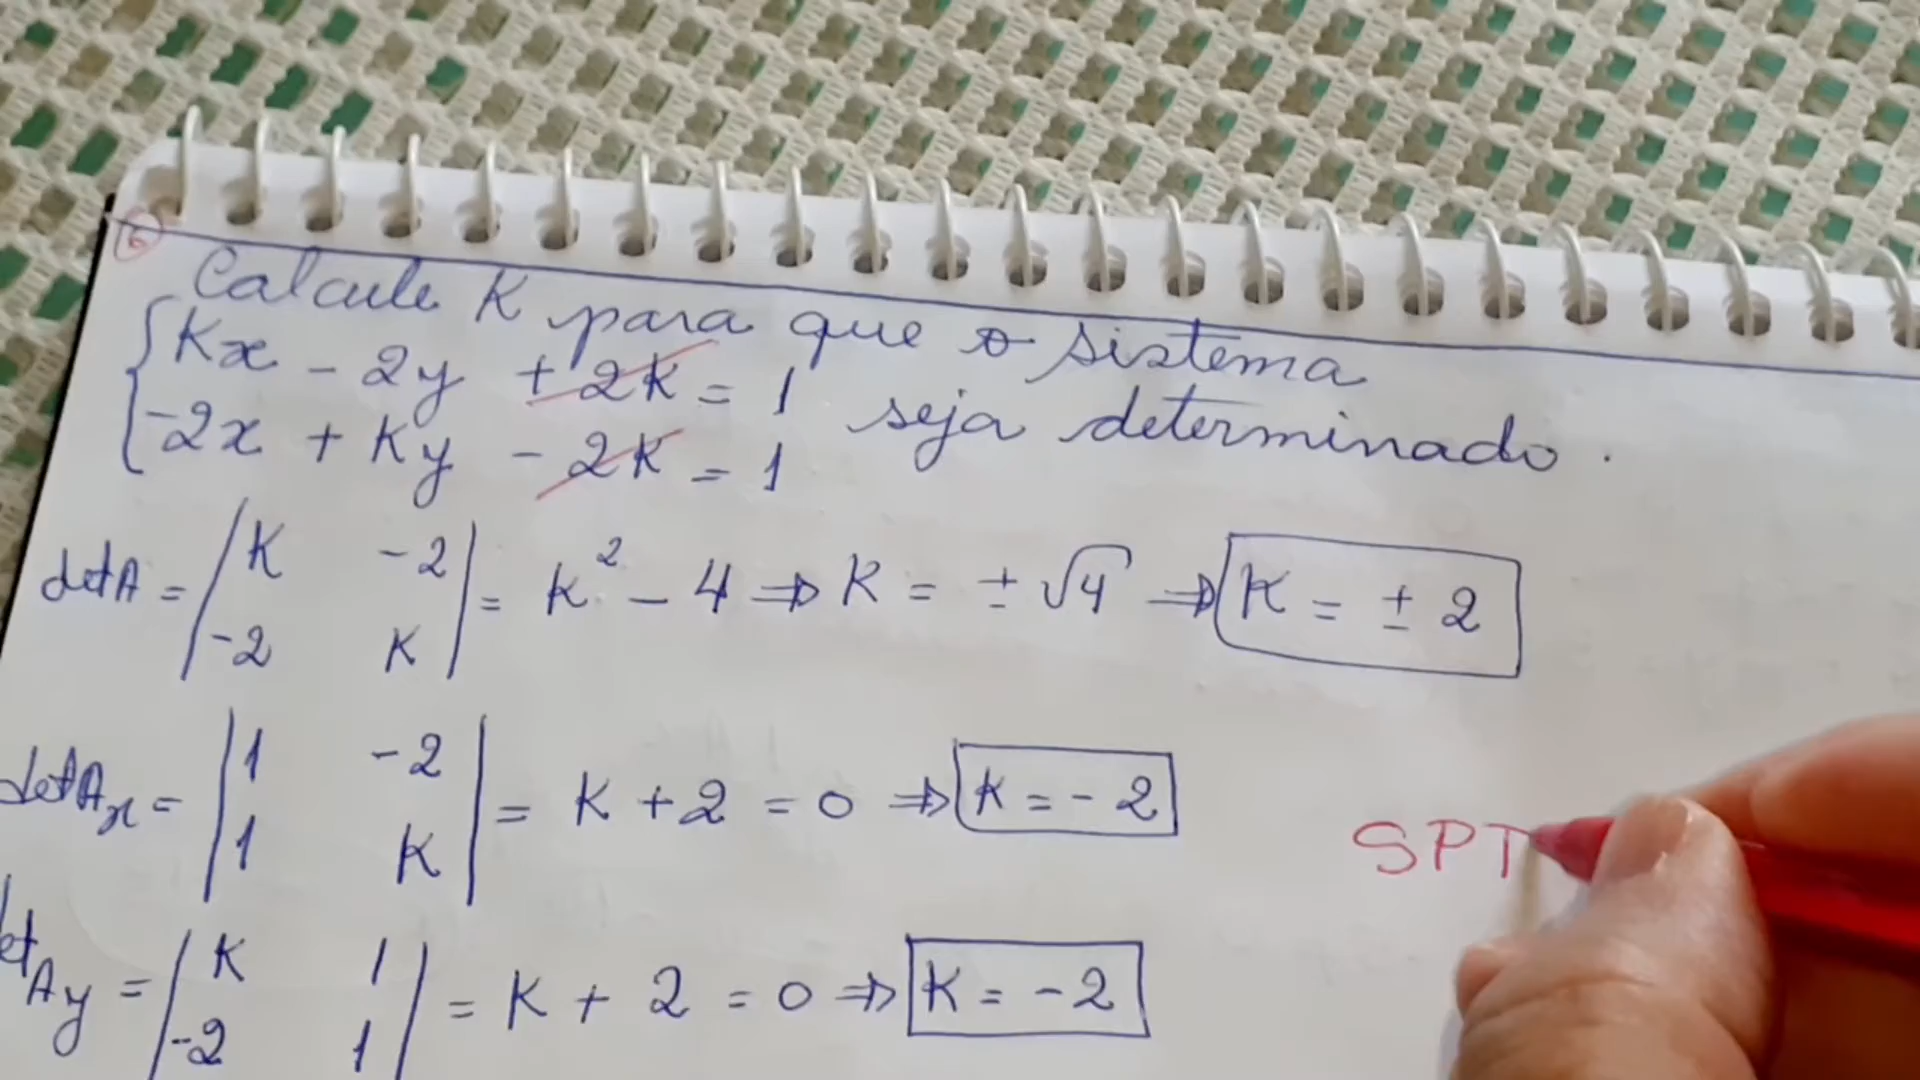 6
Calcule K para que o sistema
Kx - 2y + 2K = 1
-2x + Ky - 2K = 1 seja determinado.
detA = |K -2| = K² - 4 ⇒ K = ± √4 ⇒ K = ± 2
|-2 K|
detAx = |1 -2| = K + 2 = 0 ⇒ K = -2
|1 K|
SPT
detAy = |K 1| = K + 2 = 0 ⇒ K = -2
|-2 1|